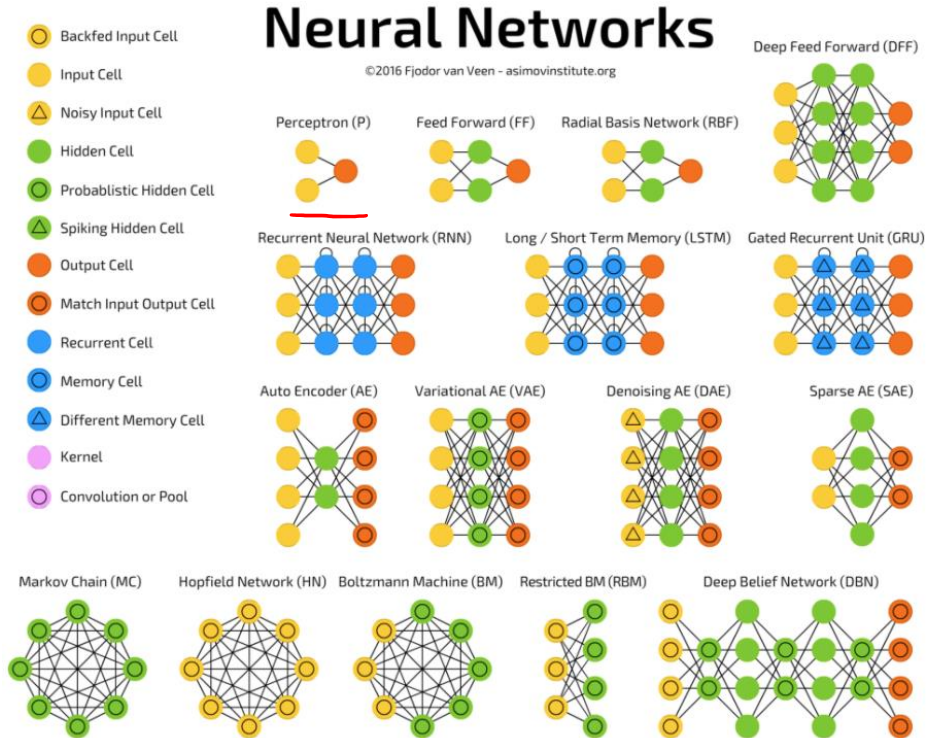 Neural Networks
©2016 Fjodor van Veen - asimovinstitute.org
Backfed Input Cell
Input Cell
Noisy Input Cell
Hidden Cell
Probablistic Hidden Cell
Spiking Hidden Cell
Output Cell
Match Input Output Cell
Recurrent Cell
Memory Cell
Different Memory Cell
Kernel
Convolution or Pool
Deep Feed Forward (DFF)
Perceptron (P)
Feed Forward (FF)
Radial Basis Network (RBF)
Recurrent Neural Network (RNN)
Long / Short Term Memory (LSTM)
Gated Recurrent Unit (GRU)
Auto Encoder (AE)
Variational AE (VAE)
Denoising AE (DAE)
Sparse AE (SAE)
Markov Chain (MC)
Hopfield Network (HN)
Boltzmann Machine (BM)
Restricted BM (RBM)
Deep Belief Network (DBN)